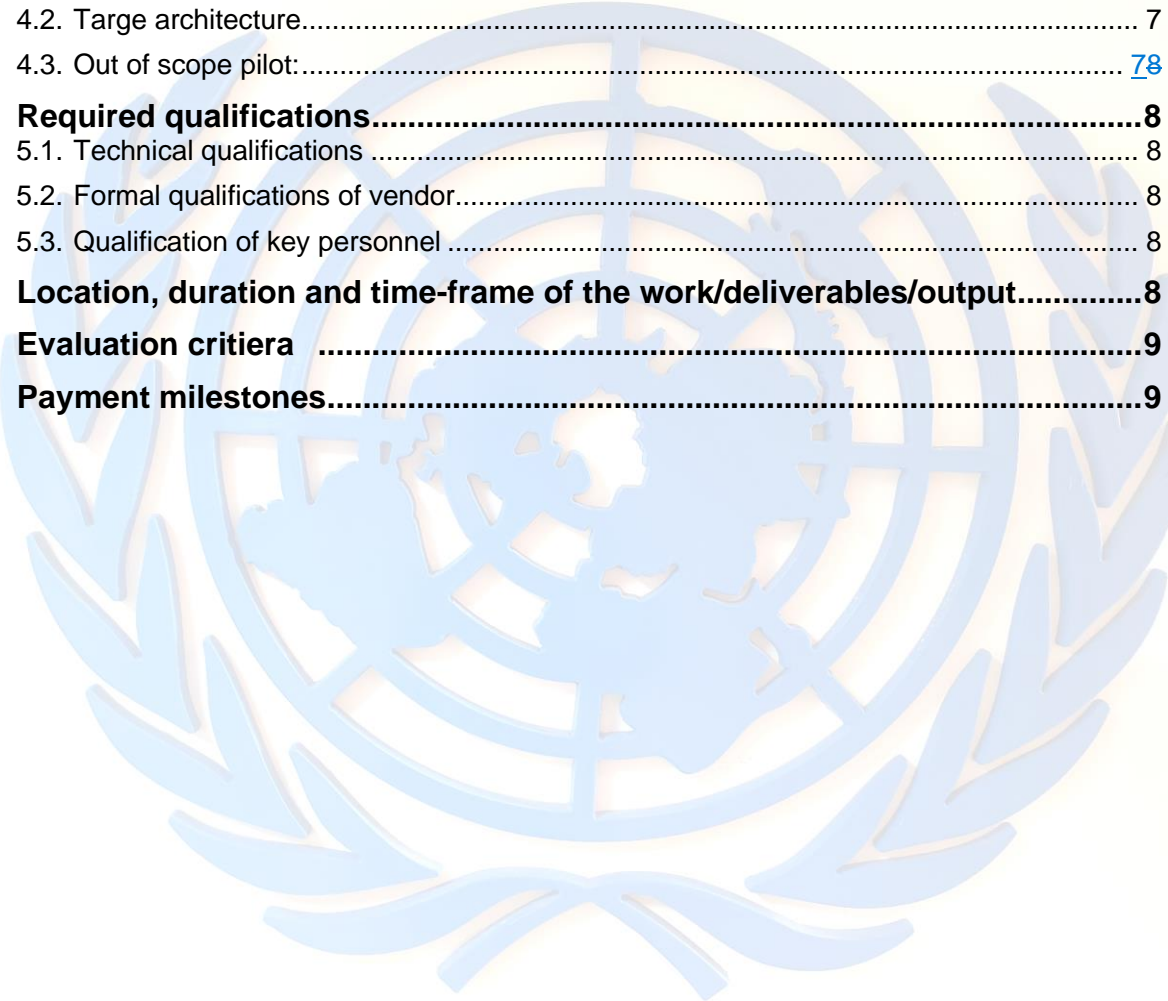 4.2. Targe architecture........................................................................................................ 7
4.3. Out of scope pilot:....................................................................................................... 78
Required qualifications............................................................................................8
5.1. Technical qualifications ................................................................................................ 8
5.2. Formal qualifications of vendor..................................................................................... 8
5.3. Qualification of key personnel ...................................................................................... 8
Location, duration and time-frame of the work/deliverables/output..............8
Evaluation critiera ..................................................................................................9
Payment milestones.................................................................................................9